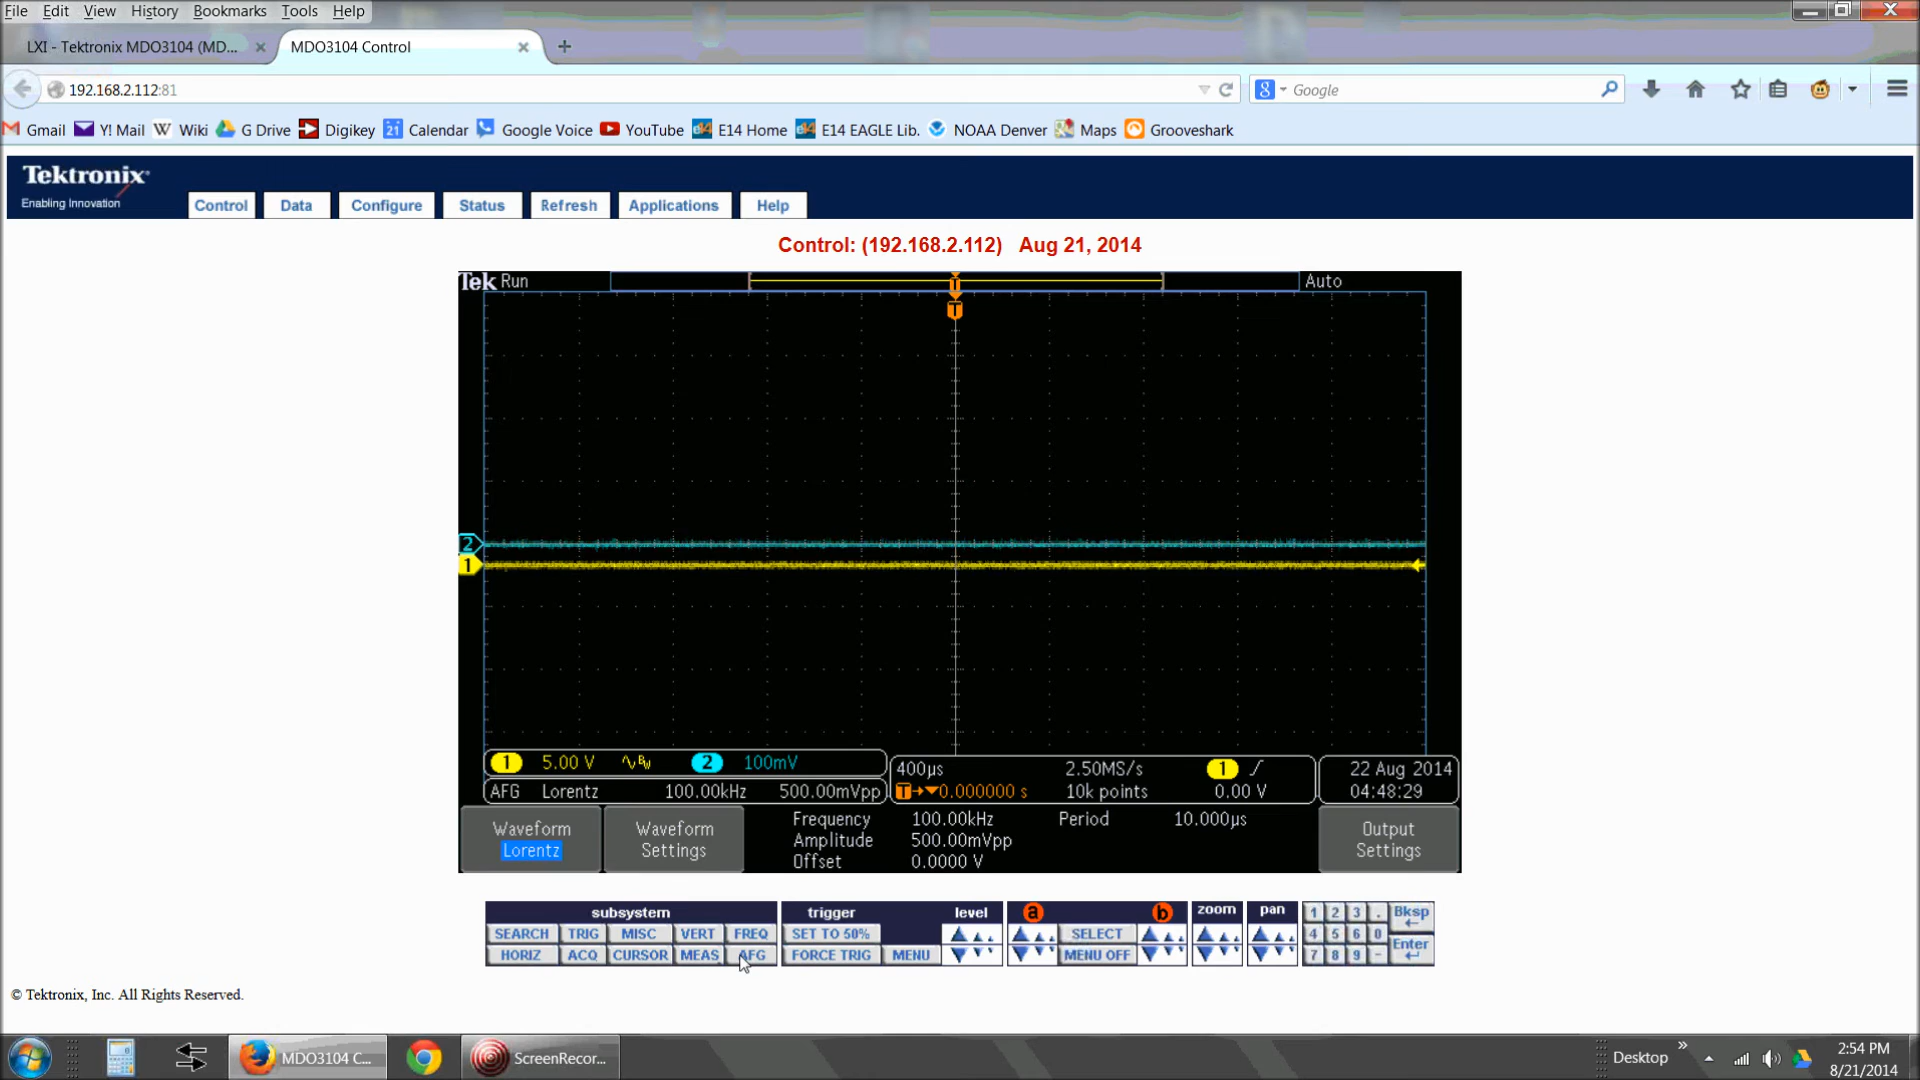 File Edit View History Bookmarks Tools Help
LXI - Tektronix MDO3104 (MD... MDO3104 Control
192.168.2.112:81 Google
Gmail Y! Mail Wiki G Drive Digikey Calendar Google Voice YouTube E14 Home E14 EAGLE Lib. NOAA Denver Maps Grooveshark
Tektronix
Enabling Innovation
Control Data Configure Status Refresh Applications Help
Control: (192.168.2.112) Aug 21, 2014
Tek Run T Auto
T
2
1
1 5.00 V BW 2 100mV
AFG Lorentz 100.00kHz 500.00mVpp
400µs 2.50MS/s 1
T→▼0.000000 s 10k points 0.00 V
22 Aug 2014
04:48:29
Waveform
Lorentz
Waveform
Settings
Frequency 100.00kHz Period 10.000µs
Amplitude 500.00mVpp
Offset 0.0000 V
Output
Settings
subsystem trigger level a b zoom pan 1 2 3 . Bksp
SEARCH TRIG MISC VERT FREQ SET TO 50% SELECT 4 5 6 0
HORIZ ACQ CURSOR MEAS AFG FORCE TRIG MENU MENU OFF 7 8 9 - Enter
© Tektronix, Inc. All Rights Reserved.
MDO3104 C... ScreenRecor... Desktop 2:54 PM
8/21/2014